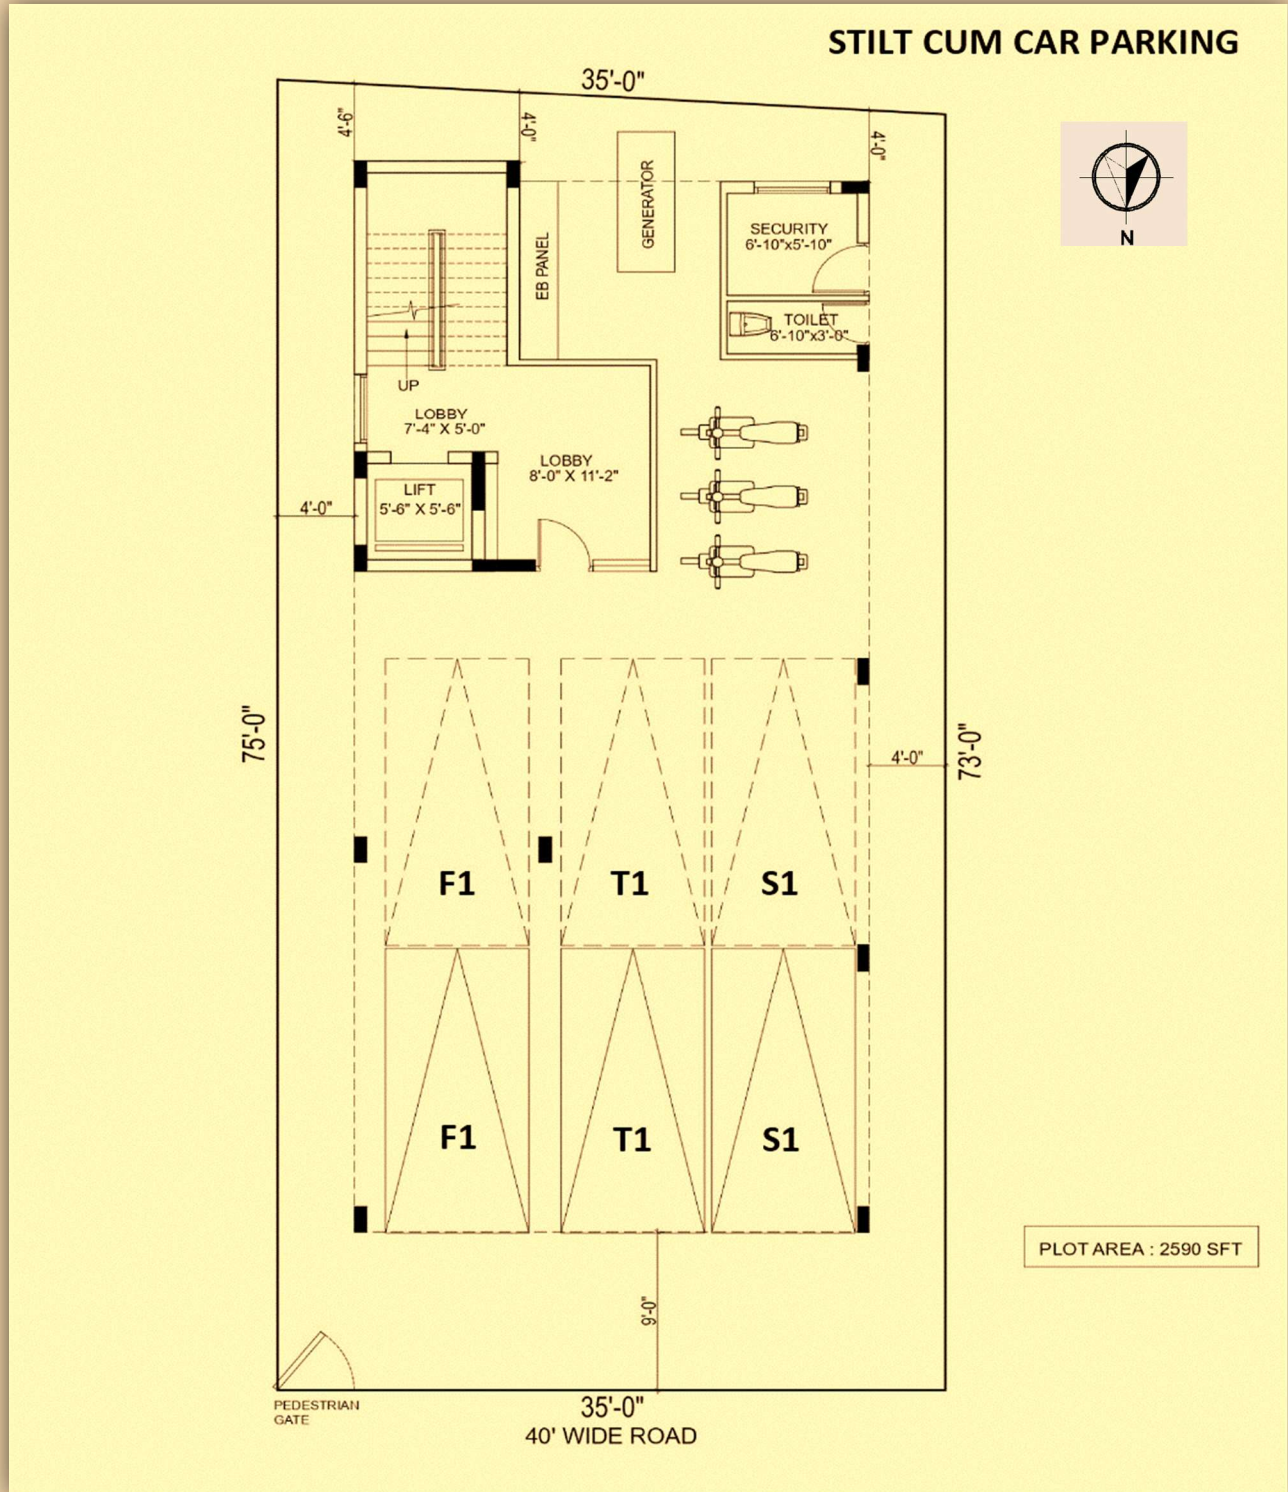 STILT CUM CAR PARKING
35'-0"
4'-6"
4'-0"
4'-0"
GENERATOR
N
SECURITY
6'-10"x5'-10"
EB PANEL
TOILET
6'-10"x3'-0"
UP
LOBBY
7'-4" X 5'-0"
LOBBY
8'-0" X 11'-2"
LIFT
5'-6" X 5'-6"
4'-0"
75'-0"
73'-0"
4'-0"
F1
T1
S1
F1
T1
S1
PLOT AREA : 2590 SFT
9'-0"
PEDESTRIAN
GATE
35'-0"
40' WIDE ROAD